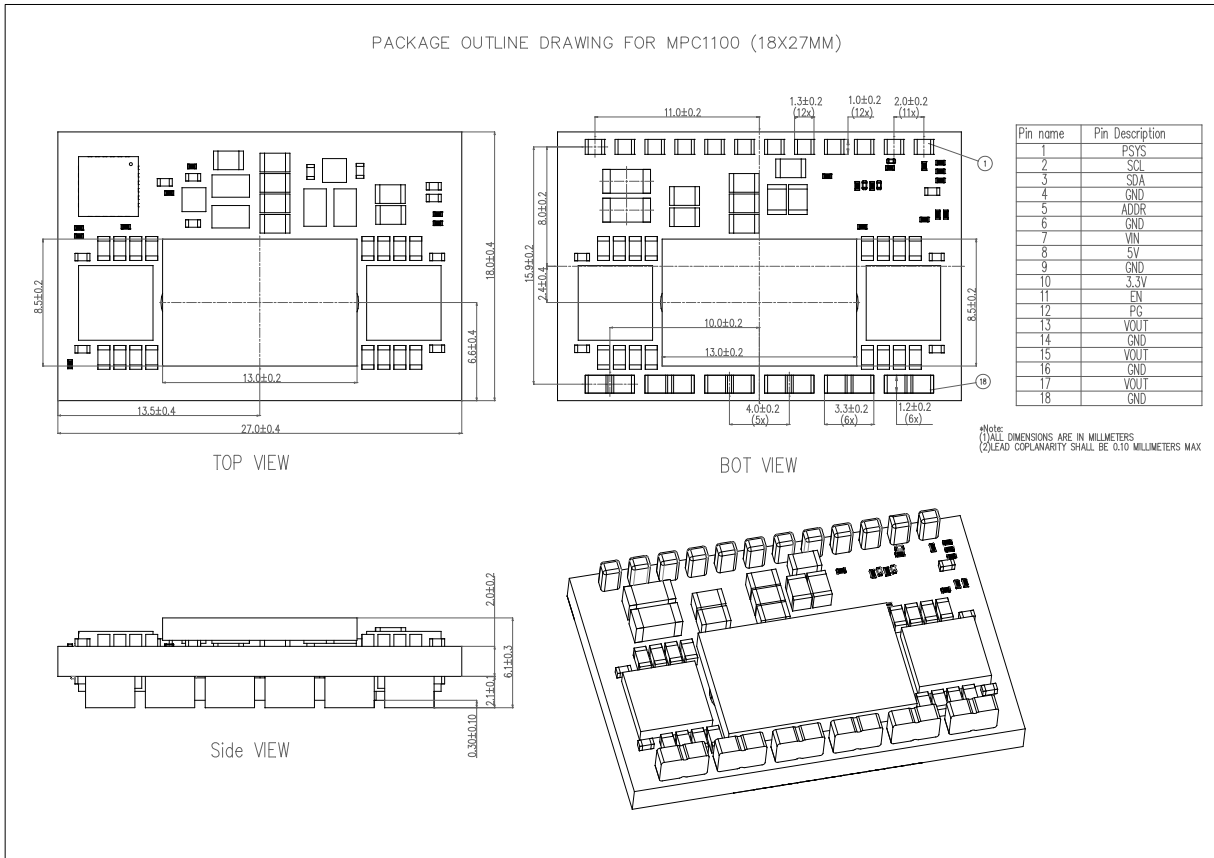 PACKAGE OUTLINE DRAWING FOR MPC1100 (18X27MM)
11.0±0.2
1.3±0.2
(12x)
1.0±0.2
(12x)
2.0±0.2
(11x)
1
8.5±0.2
13.0±0.2
13.5±0.4
27.0±0.4
18.0±0.4
6.6±0.4
TOP VIEW
15.9±0.2
8.0±0.2
2.4±0.4
10.0±0.2
13.0±0.2
8.5±0.2
18
4.0±0.2
(5x)
3.3±0.2
(6x)
1.2±0.2
(6x)
BOT VIEW
Pin name Pin Description
1 PSYS
2 SCL
3 SDA
4 GND
5 ADDR
6 GND
7 VIN
8 5V
9 GND
10 3.3V
11 EN
12 PG
13 VOUT
14 GND
15 VOUT
16 GND
17 VOUT
18 GND
*Note:
(1)ALL DIMENSIONS ARE IN MILLMETERS
(2)LEAD COPLANARITY SHALL BE 0.10 MILLIMETERS MAX
2.0±0.2
6.1±0.3
2.1±0.1
0.30±0.10
Side VIEW